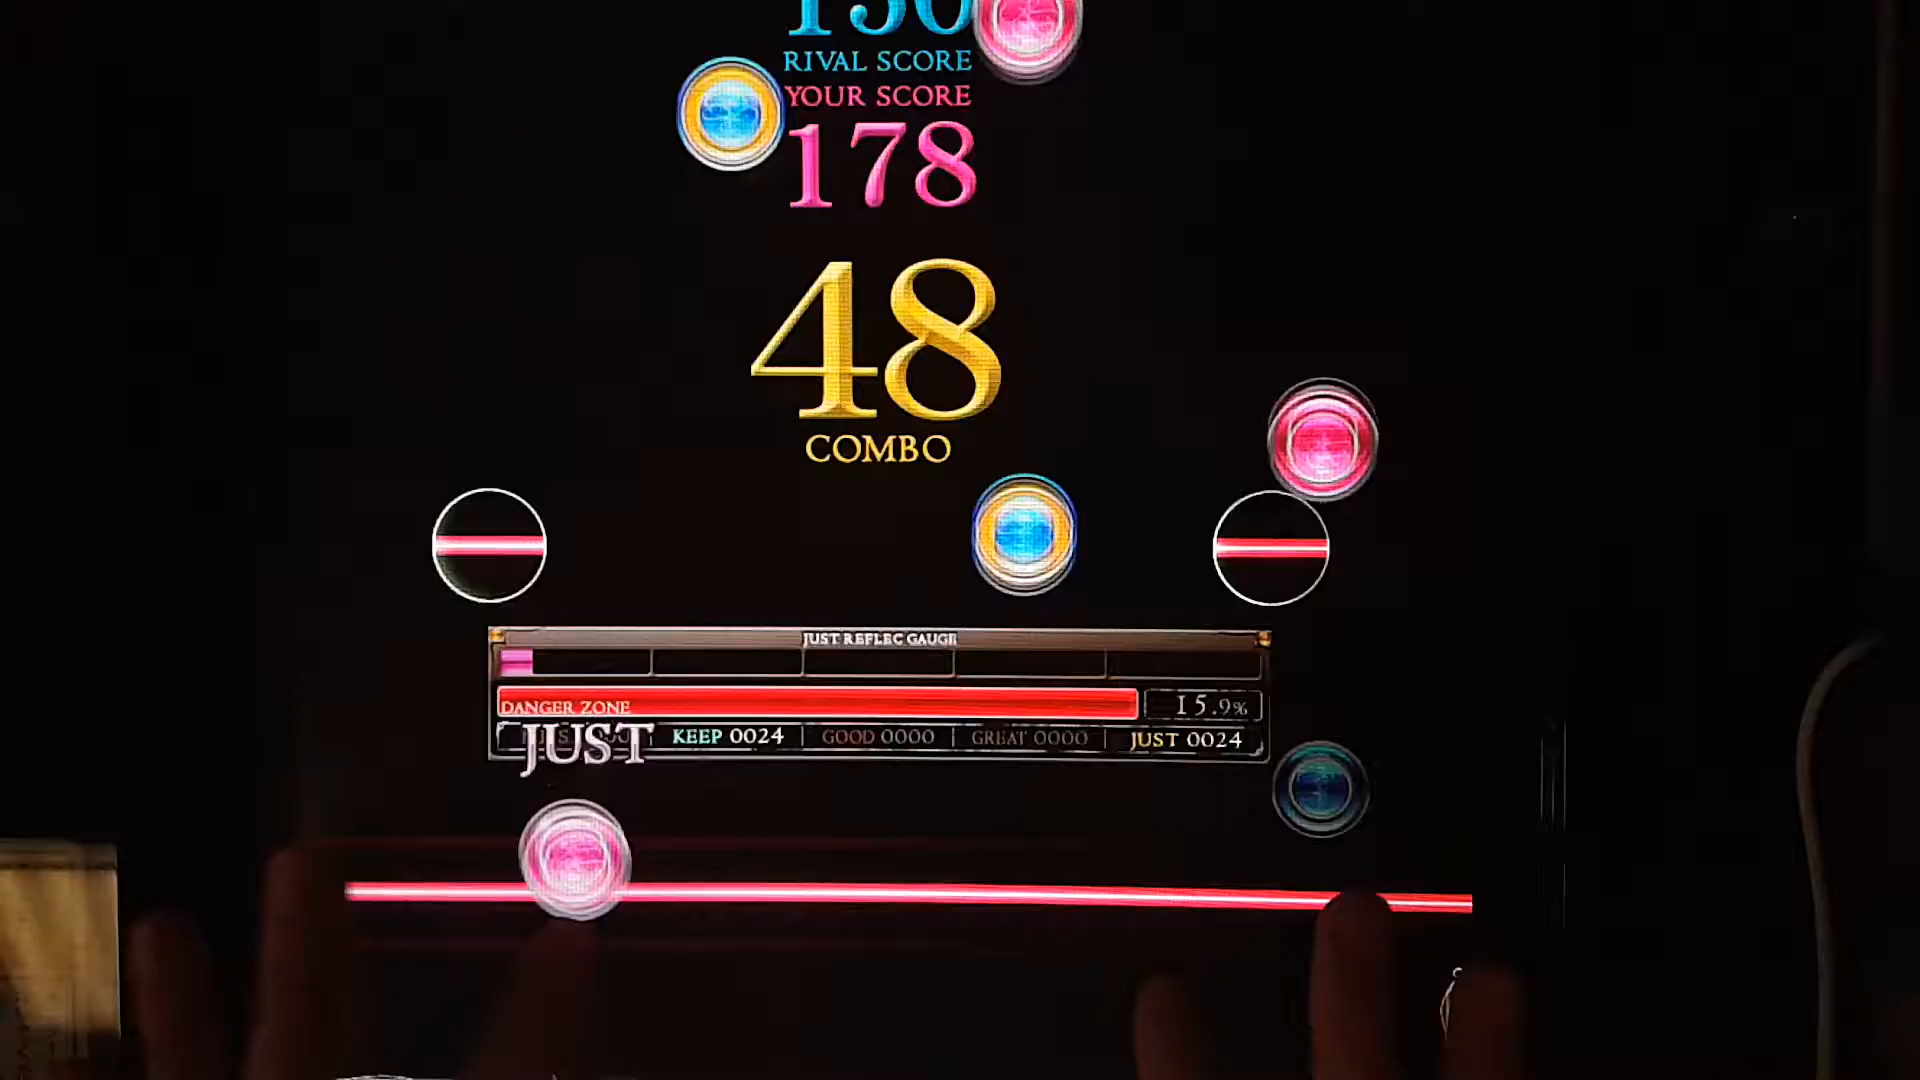 130
RIVAL SCORE
YOUR SCORE
178
48
COMBO
JUST REFLEC GAUGE
DANGER ZONE 15.9%
JUST KEEP 0024 GOOD 0000 GREAT 0000 JUST 0024